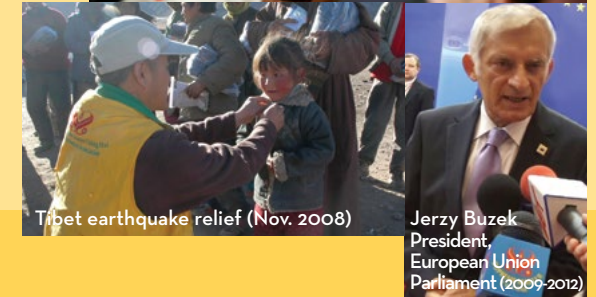 Tibet earthquake relief (Nov. 2008)
Jerzy Buzek
President,
European Union
Parliament (2009-2012)